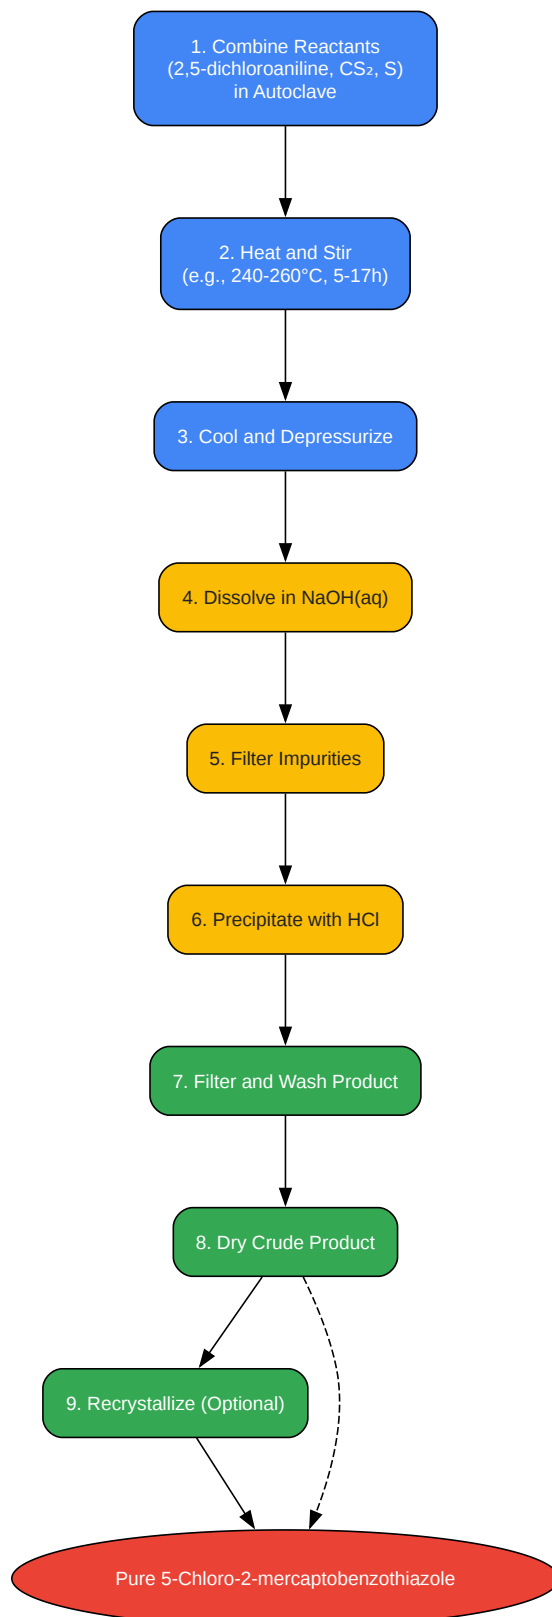 1. Combine Reactants
(2,5-dichloroaniline, CS₂, S)
in Autoclave
2. Heat and Stir
(e.g., 240-260°C, 5-17h)
3. Cool and Depressurize
4. Dissolve in NaOH(aq)
5. Filter Impurities
6. Precipitate with HCl
7. Filter and Wash Product
8. Dry Crude Product
9. Recrystallize (Optional)
Pure 5-Chloro-2-mercaptobenzothiazole